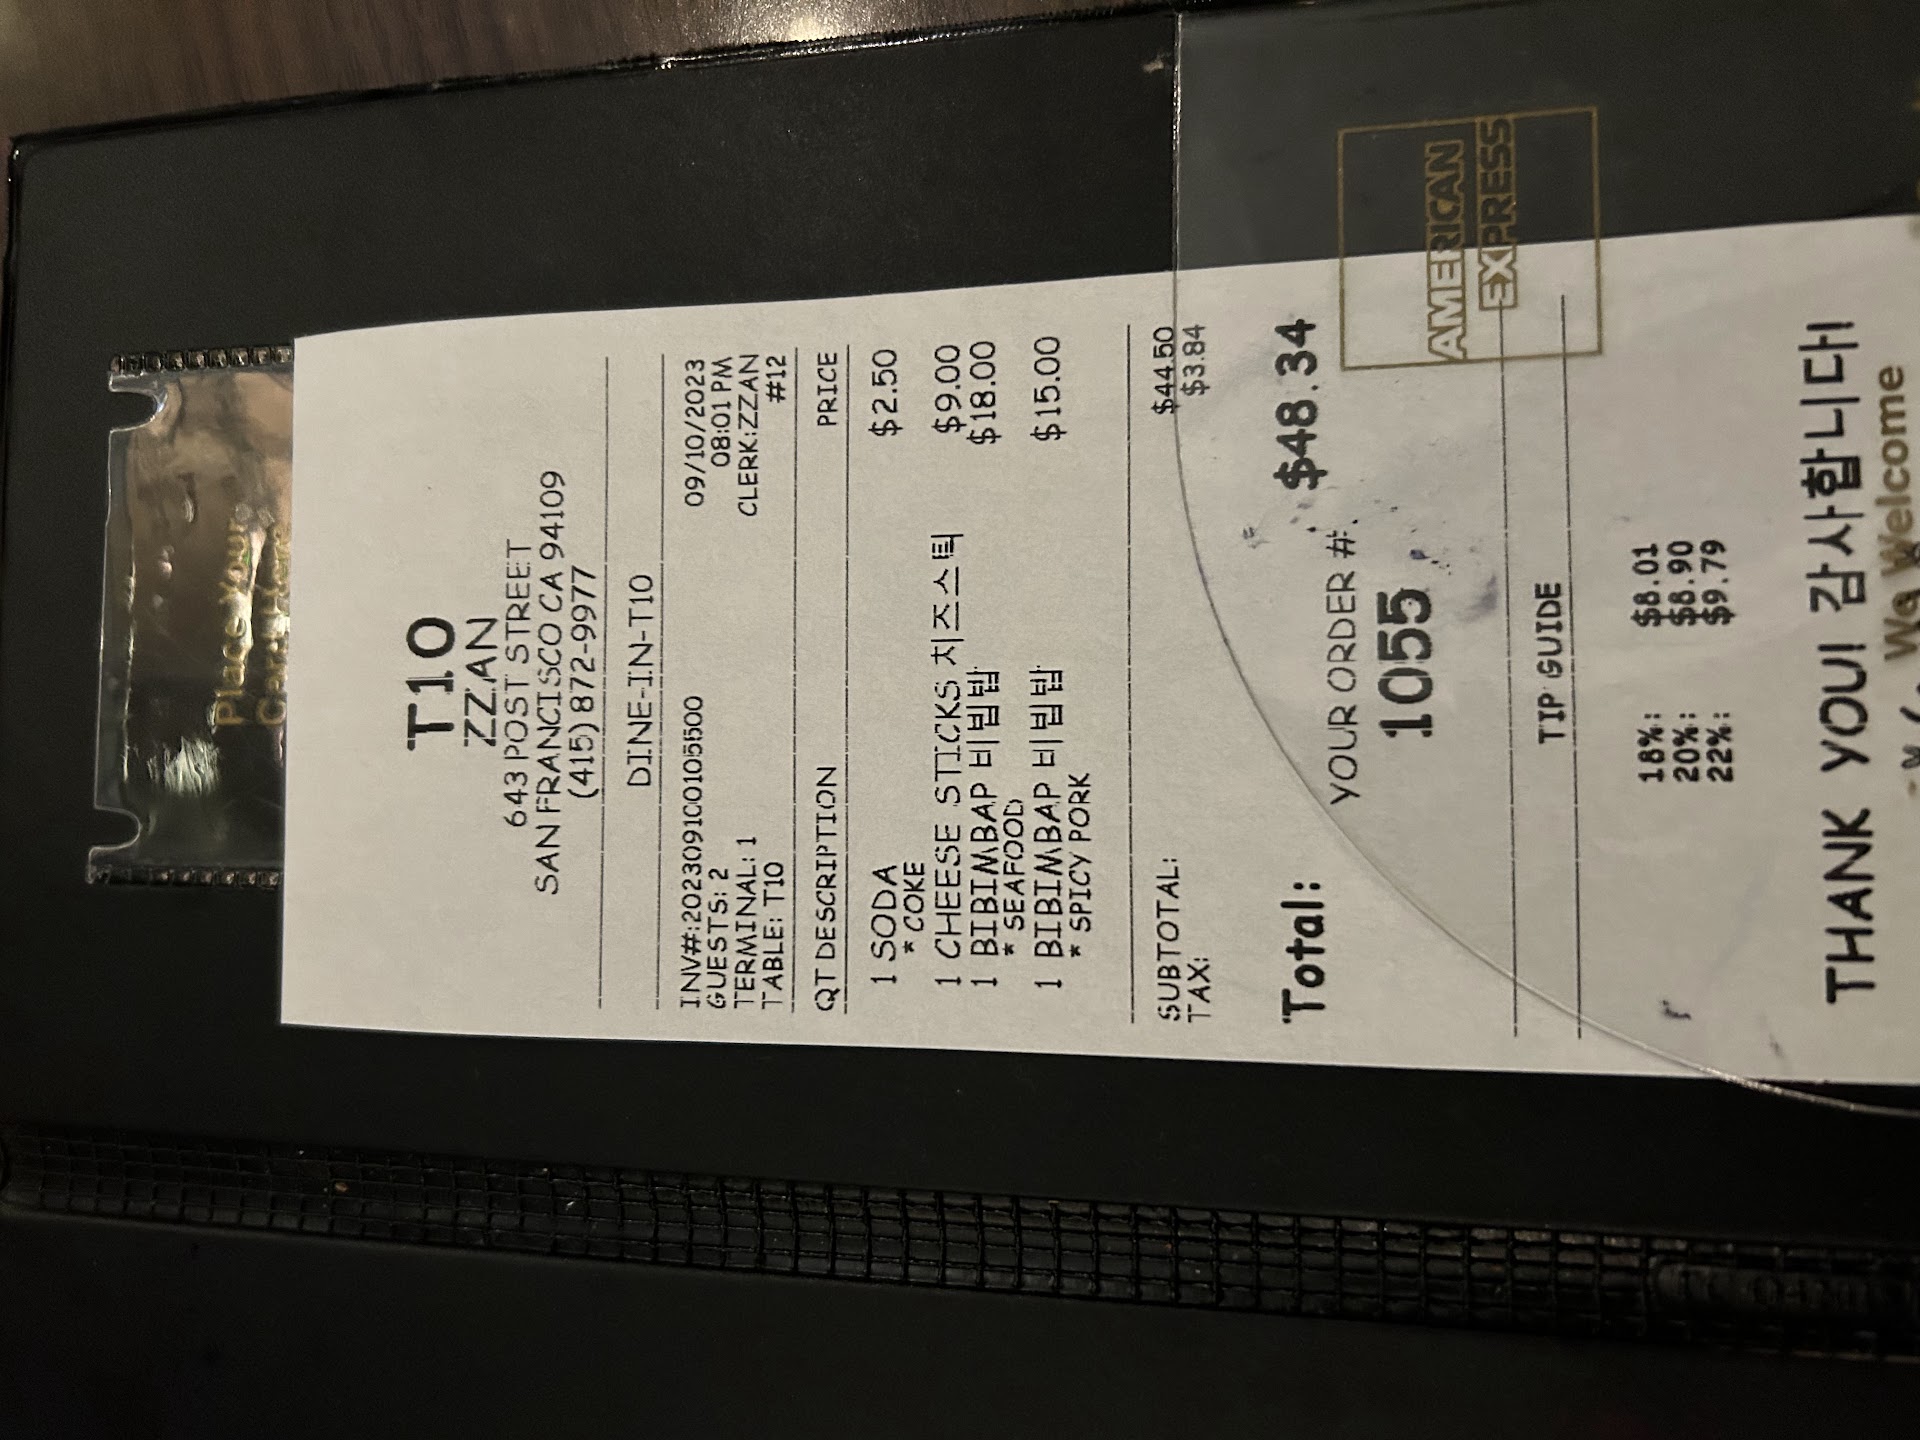 Place Your
T10
ZZAN
643 POST STREET
SAN FRANCISCO CA 94109
(415) 872-9977
DINE-IN-T10
INV#:202309100105500 09/10/2023
GUESTS: 2 08:01 PM
TERMINAL: 1 CLERK:ZZAN
TABLE: T10 #12
QT DESCRIPTION PRICE
1 SODA $2.50
* COKE
1 CHEESE STICKS 치즈스틱 $9.00
1 BIBIMBAP 비빔밥 $18.00
* SEAFOOD
1 BIBIMBAP 비빔밥 $15.00
* SPICY PORK
SUBTOTAL: $44.50
TAX: $3.84
Total: $48.34
AMERICAN
EXPRESS
YOUR ORDER #:
1055
TIP GUIDE
18%: $8.01
20%: $8.90
22%: $9.79
THANK YOU! 감사합니다!
We Welcome